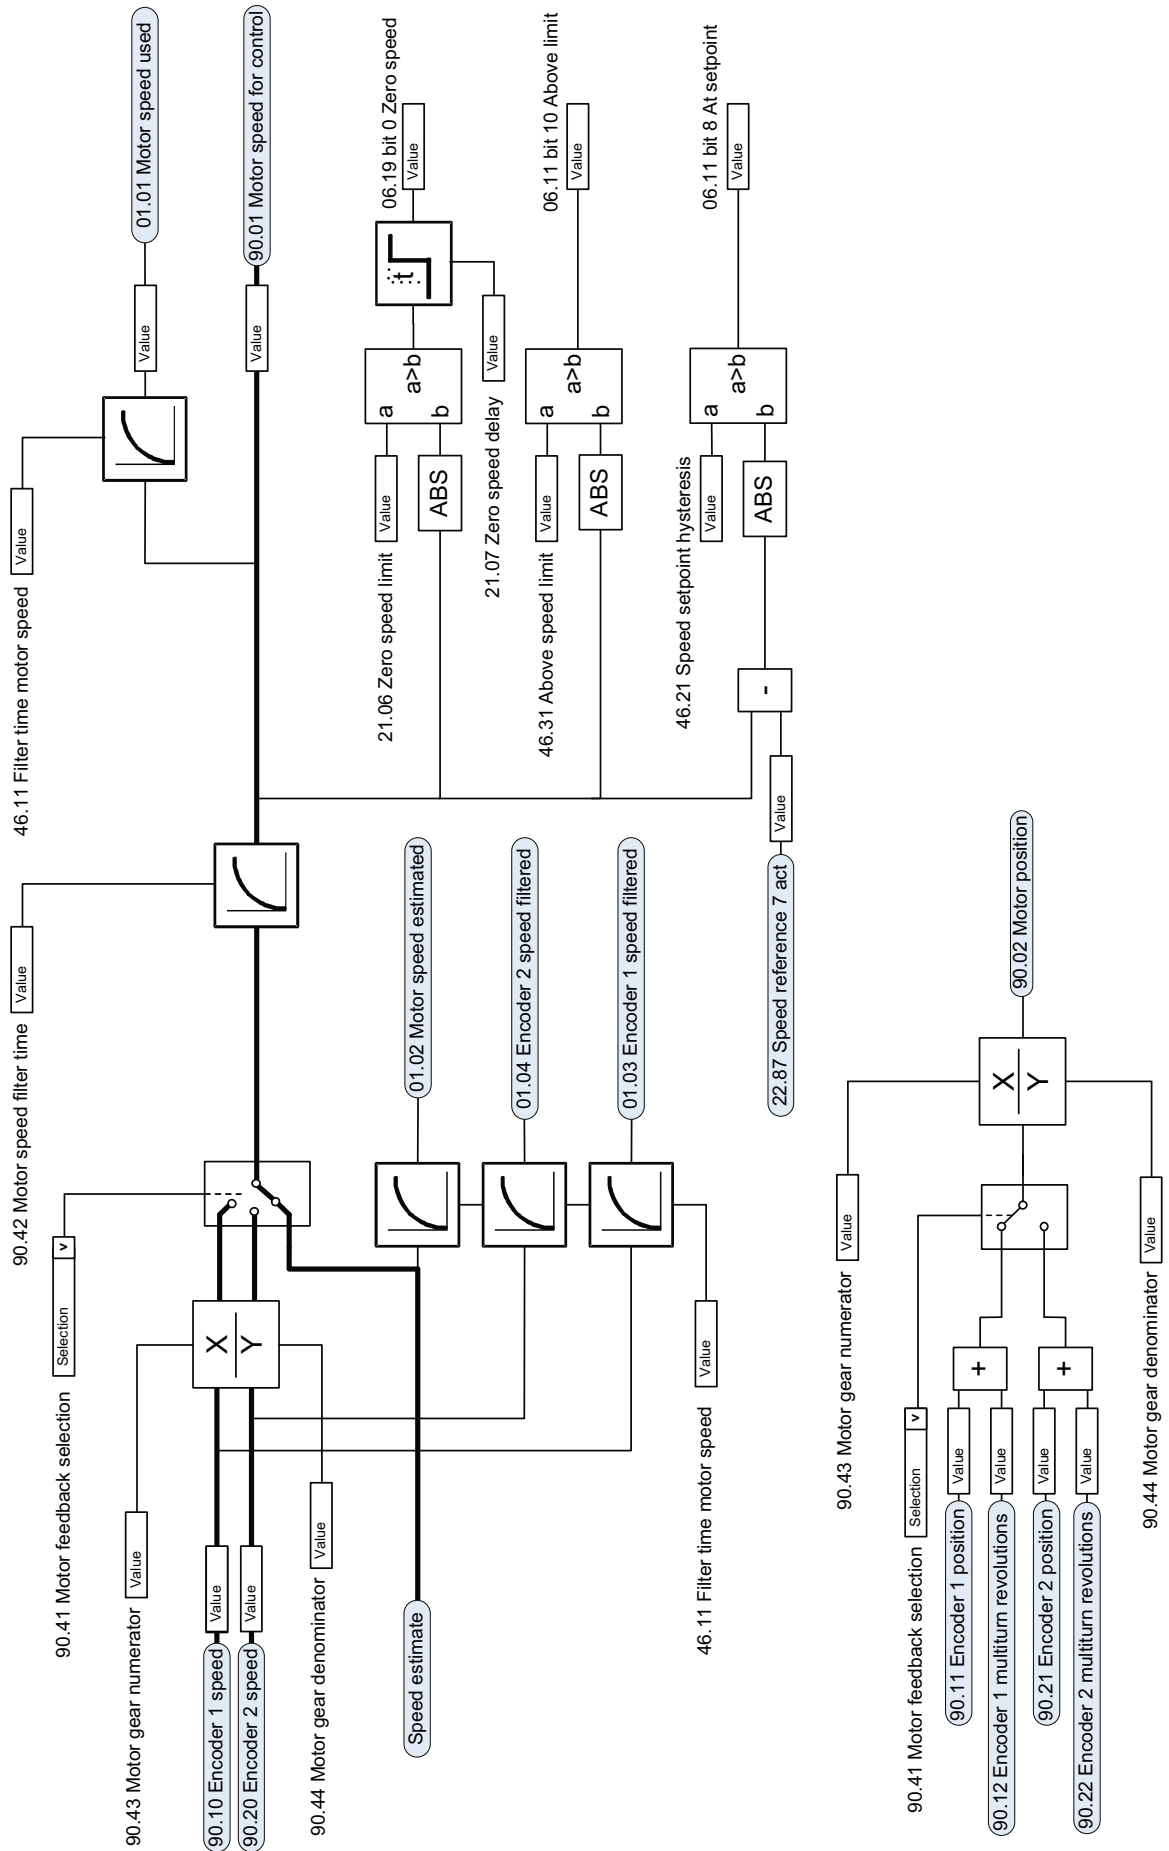 46.11 Filter time motor speed
Value
90.42 Motor speed filter time
Value
90.41 Motor feedback selection
Selection
v
90.43 Motor gear numerator
Value
X
Y
90.10 Encoder 1 speed
Value
90.20 Encoder 2 speed
Value
90.44 Motor gear denominator
Value
Value
01.01 Motor speed used
Value
90.01 Motor speed for control
Speed estimate
01.02 Motor speed estimated
01.04 Encoder 2 speed filtered
01.03 Encoder 1 speed filtered
46.11 Filter time motor speed
Value
21.06 Zero speed limit
Value
ABS
a
b
a>b
t
06.19 bit 0 Zero speed
Value
21.07 Zero speed delay
Value
46.31 Above speed limit
Value
ABS
a
b
a>b
06.11 bit 10 Above limit
Value
46.21 Speed setpoint hysteresis
Value
ABS
a
b
a>b
06.11 bit 8 At setpoint
Value
-
22.87 Speed reference 7 act
Value
90.43 Motor gear numerator
Value
90.41 Motor feedback selection
Selection
v
90.11 Encoder 1 position
Value
+
90.12 Encoder 1 multiturn revolutions
Value
90.21 Encoder 2 position
Value
+
90.22 Encoder 2 multiturn revolutions
Value
X
Y
90.02 Motor position
90.44 Motor gear denominator
Value